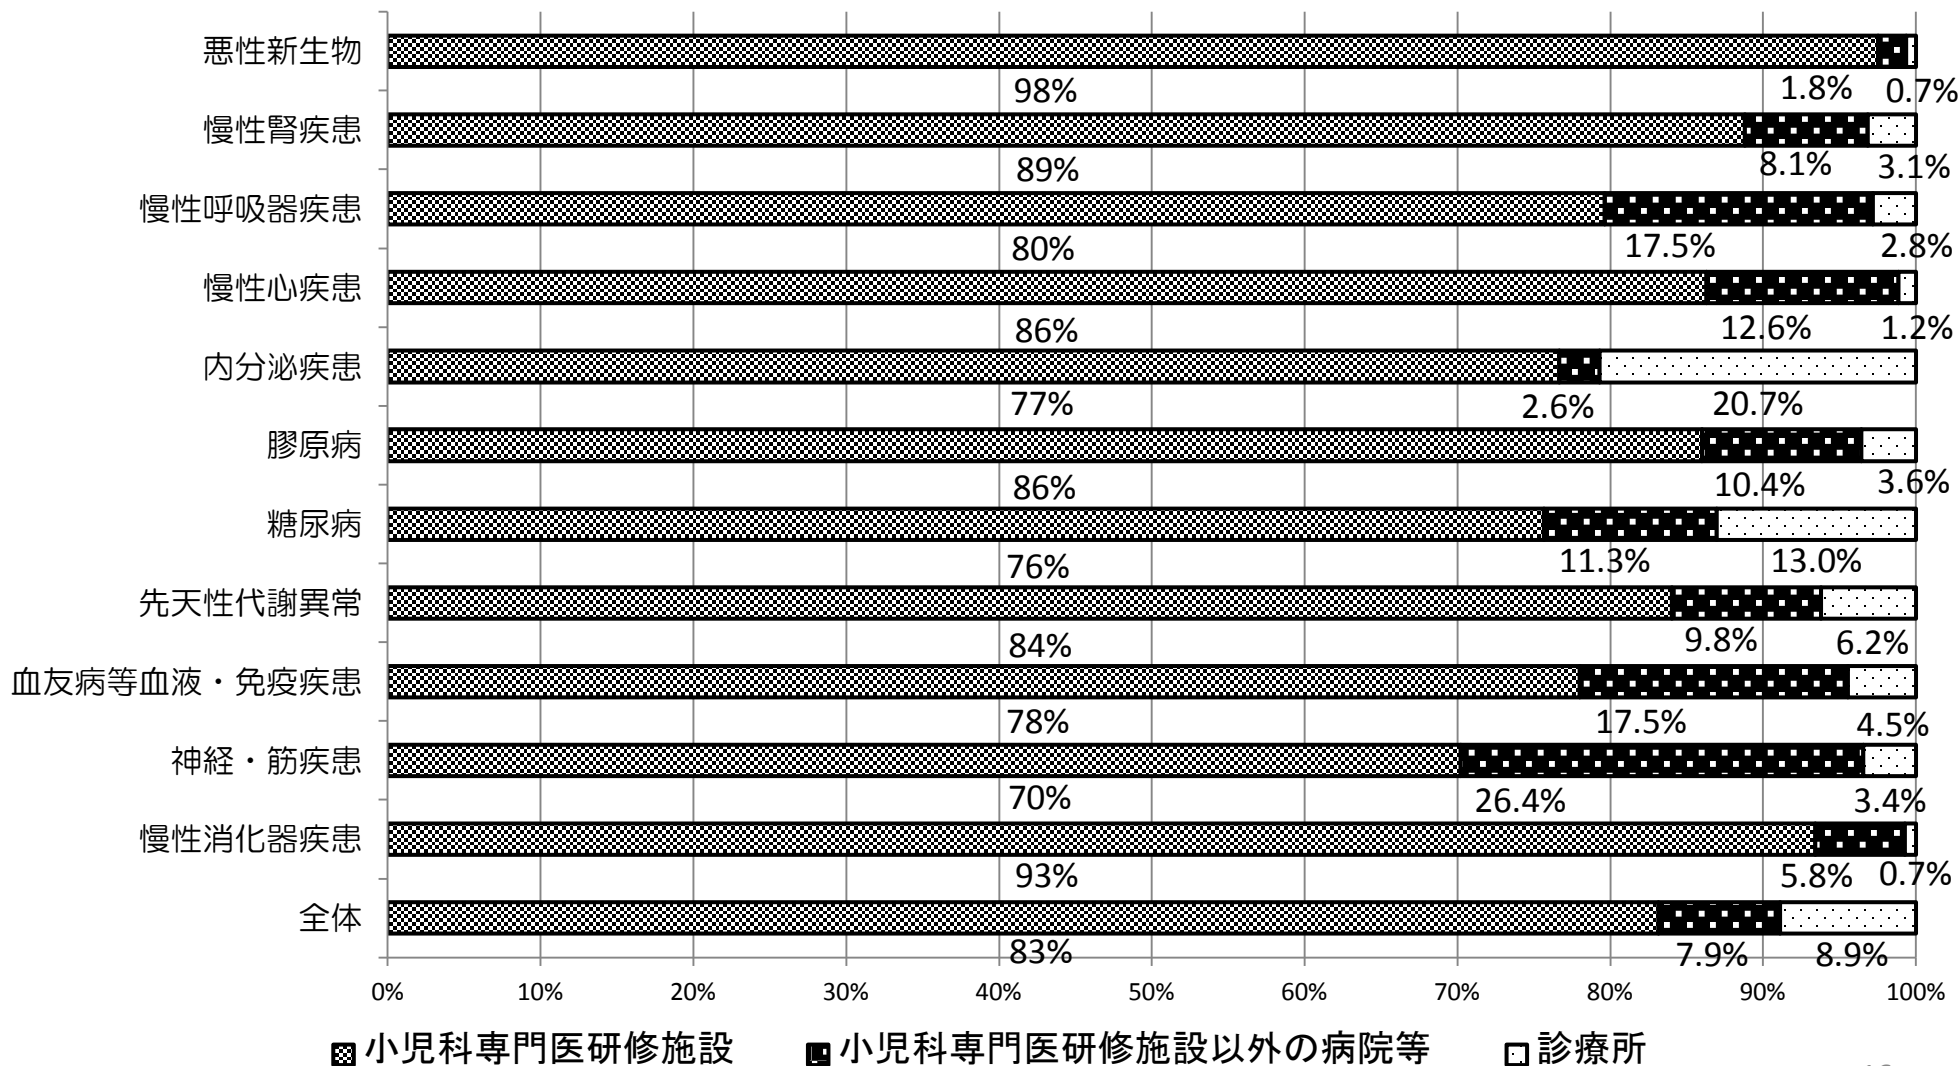 悪性新生物
98% 1.8% 0.7%
慢性腎疾患
89% 8.1% 3.1%
慢性呼吸器疾患
80% 17.5% 2.8%
慢性心疾患
86% 12.6% 1.2%
内分泌疾患
77% 2.6% 20.7%
膠原病
86% 10.4% 3.6%
糖尿病
76% 11.3% 13.0%
先天性代謝異常
84% 9.8% 6.2%
血友病等血液・免疫疾患
78% 17.5% 4.5%
神経・筋疾患
70% 26.4% 3.4%
慢性消化器疾患
93% 5.8% 0.7%
全体
83% 7.9% 8.9%
0% 10% 20% 30% 40% 50% 60% 70% 80% 90% 100%
小児科専門医研修施設 小児科専門医研修施設以外の病院等 診療所